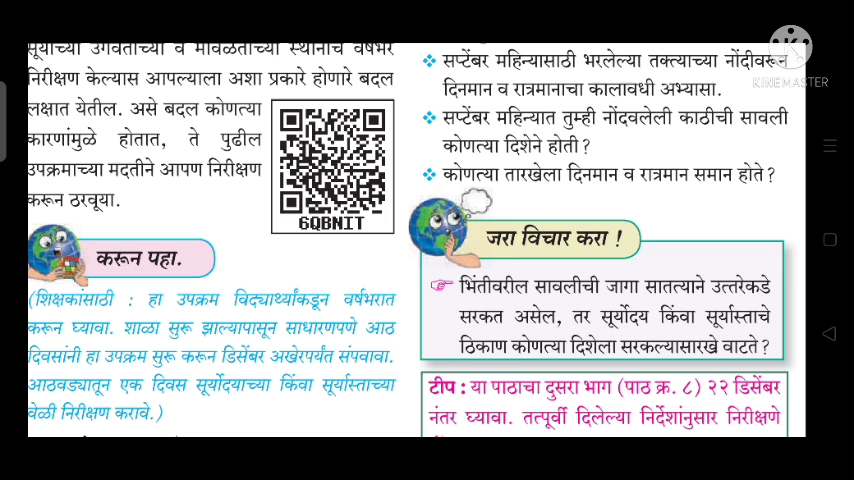 सूर्याच्या उगवतीच्या व मावळतीच्या स्थानाचे वर्षभर
निरीक्षण केल्यास आपल्याला अशा प्रकारे होणारे बदल
लक्षात येतील. असे बदल कोणत्या
कारणांमुळे होतात, ते पुढील
उपक्रमाच्या मदतीने आपण निरीक्षण
करून ठरवूया.
6QBNIT
करून पहा.
(शिक्षकांसाठी : हा उपक्रम विद्यार्थ्यांकडून वर्षभरात
करून घ्यावा. शाळा सुरू झाल्यापासून साधारणपणे आठ
दिवसांनी हा उपक्रम सुरू करून डिसेंबर अखेरपर्यंत संपवावा.
आठवड्यातून एक दिवस सूर्योदयाच्या किंवा सूर्यास्ताच्या
वेळी निरीक्षण करावे.)
❖ सप्टेंबर महिन्यासाठी भरलेल्या तक्त्याच्या नोंदीवरून
दिनमान व रात्रमानाचा कालावधी अभ्यासा.
❖ सप्टेंबर महिन्यात तुम्ही नोंदवलेली काठीची सावली
कोणत्या दिशेने होती ?
❖ कोणत्या तारखेला दिनमान व रात्रमान समान होते ?
जरा विचार करा !
☞ भिंतीवरील सावलीची जागा सातत्याने उत्तरेकडे
सरकत असेल, तर सूर्योदय किंवा सूर्यास्ताचे
ठिकाण कोणत्या दिशेला सरकल्यासारखे वाटते ?
टीप : या पाठाचा दुसरा भाग (पाठ क्र. ८) २२ डिसेंबर
नंतर घ्यावा. तत्पूर्वी दिलेल्या निर्देशांनुसार निरीक्षणे
KINEMASTER